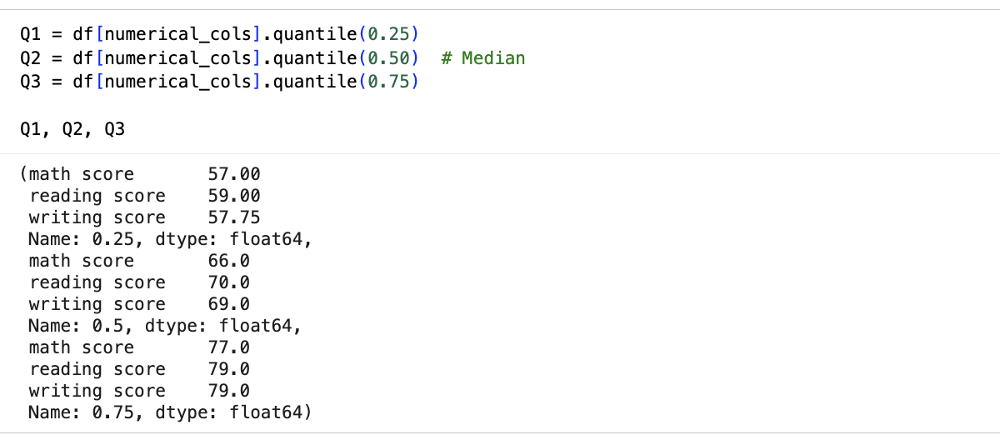 Q1 = df[numerical_cols].quantile(0.25)
Q2 = df[numerical_cols].quantile(0.50)  # Median
Q3 = df[numerical_cols].quantile(0.75)

Q1, Q2, Q3
(math score       57.00
 reading score    59.00
 writing score    57.75
 Name: 0.25, dtype: float64,
 math score       66.0
 reading score    70.0
 writing score    69.0
 Name: 0.5, dtype: float64,
 math score       77.0
 reading score    79.0
 writing score    79.0
 Name: 0.75, dtype: float64)